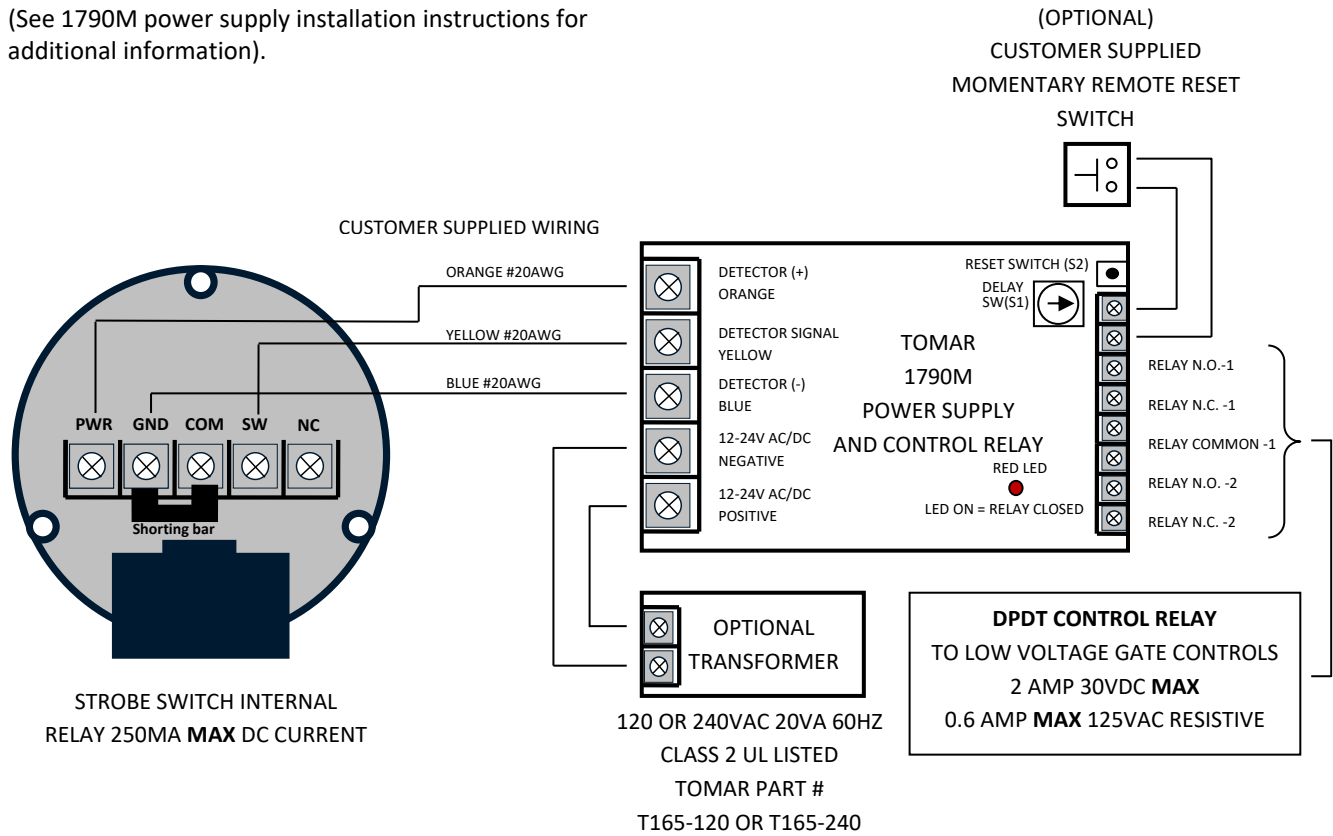 (See 1790M power supply installation instructions for
additional information).
(OPTIONAL)
CUSTOMER SUPPLIED
MOMENTARY REMOTE RESET
SWITCH
CUSTOMER SUPPLIED WIRING
ORANGE #20AWG
YELLOW #20AWG
BLUE #20AWG
PWR GND COM SW NC
Shorting bar
STROBE SWITCH INTERNAL
RELAY 250MA MAX DC CURRENT
DETECTOR (+)
ORANGE
DETECTOR SIGNAL
YELLOW
DETECTOR (-)
BLUE
12-24V AC/DC
NEGATIVE
12-24V AC/DC
POSITIVE
RESET SWITCH (S2)
DELAY
SW(S1)
TOMAR
1790M
POWER SUPPLY
AND CONTROL RELAY
RED LED
LED ON = RELAY CLOSED
RELAY N.O.-1
RELAY N.C. -1
RELAY COMMON -1
RELAY N.O. -2
RELAY N.C. -2
OPTIONAL
TRANSFORMER
120 OR 240VAC 20VA 60HZ
CLASS 2 UL LISTED
TOMAR PART #
T165-120 OR T165-240
DPDT CONTROL RELAY
TO LOW VOLTAGE GATE CONTROLS
2 AMP 30VDC MAX
0.6 AMP MAX 125VAC RESISTIVE